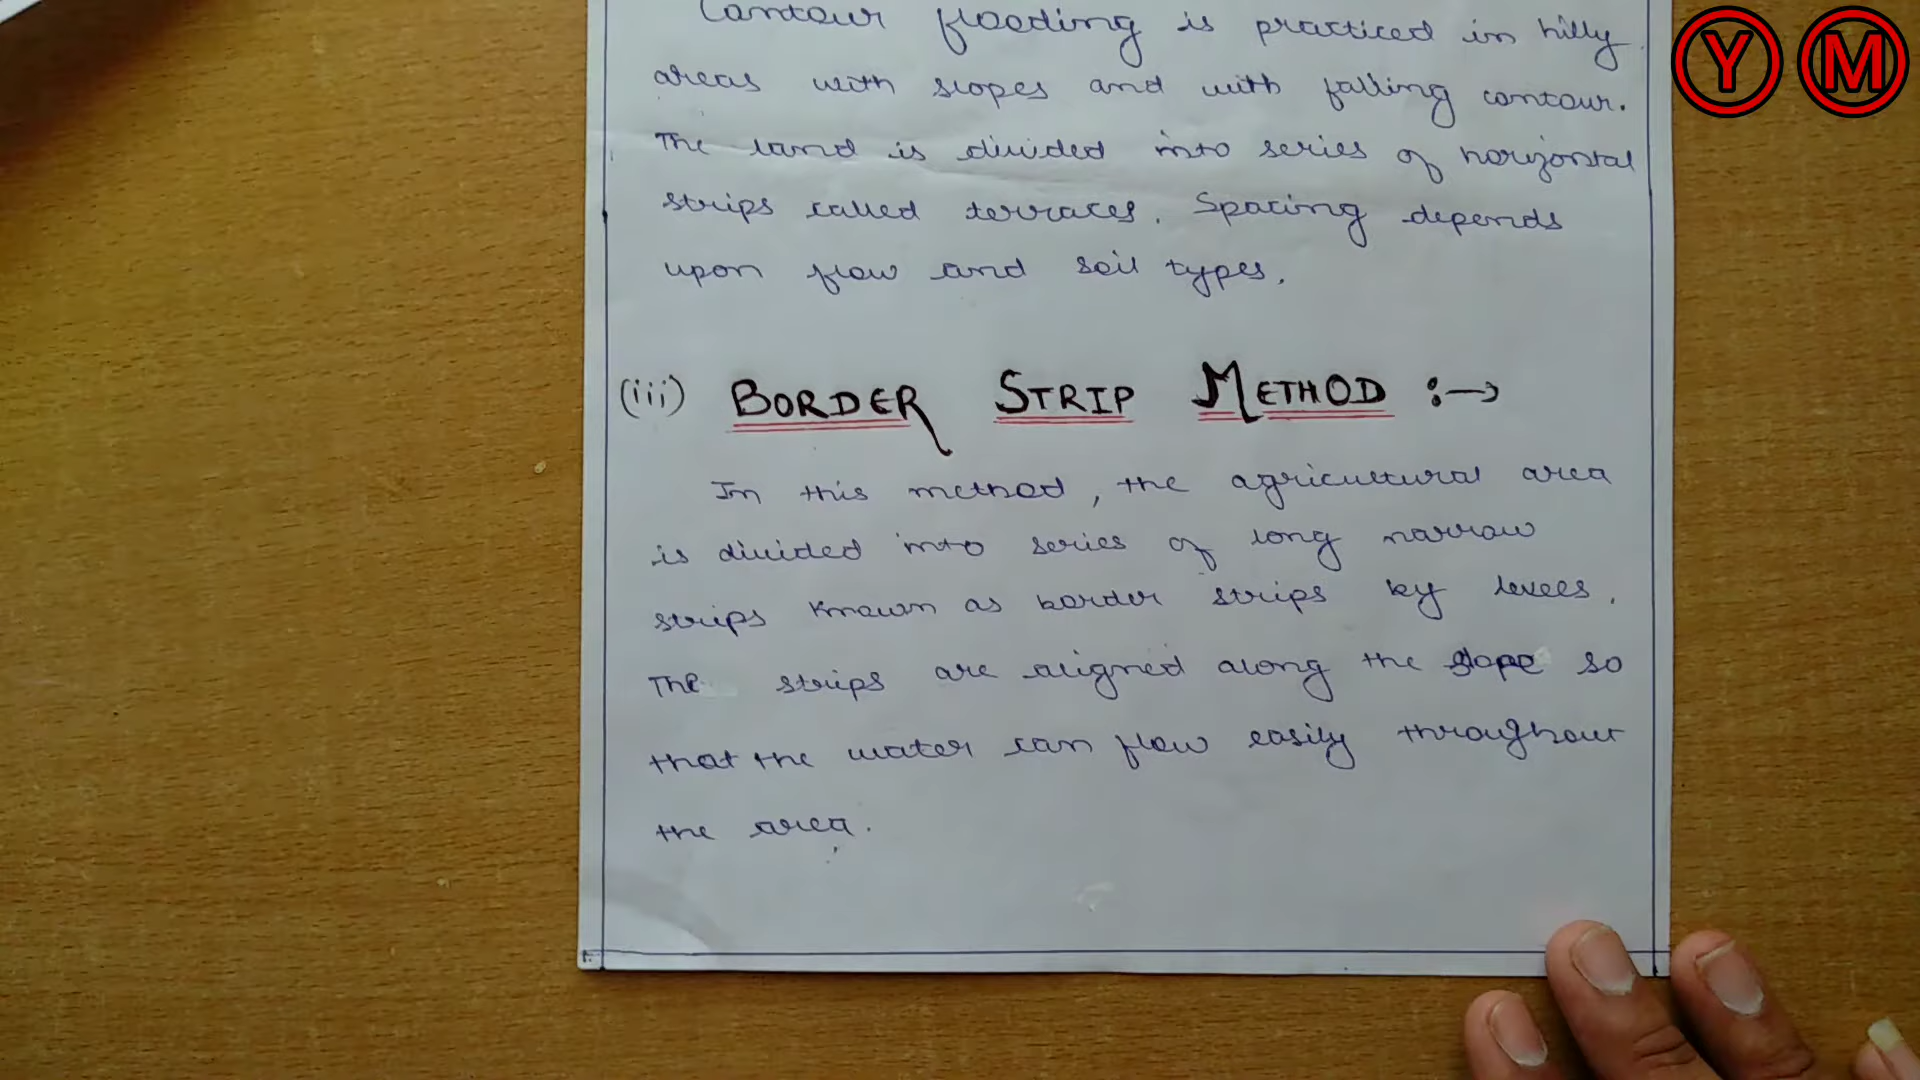 Contour flooding is practiced in hilly
areas with slopes and with falling contour.
The land is divided into series of horizontal
strips called terraces. Spacing depends
upon flow and soil types.
(iii) BORDER STRIP METHOD :→
In this method, the agricultural area
is divided into series of long narrow
strips known as border strips by levees.
The strips are aligned along the slope so
that the water can flow easily throughout
the area.
Y M